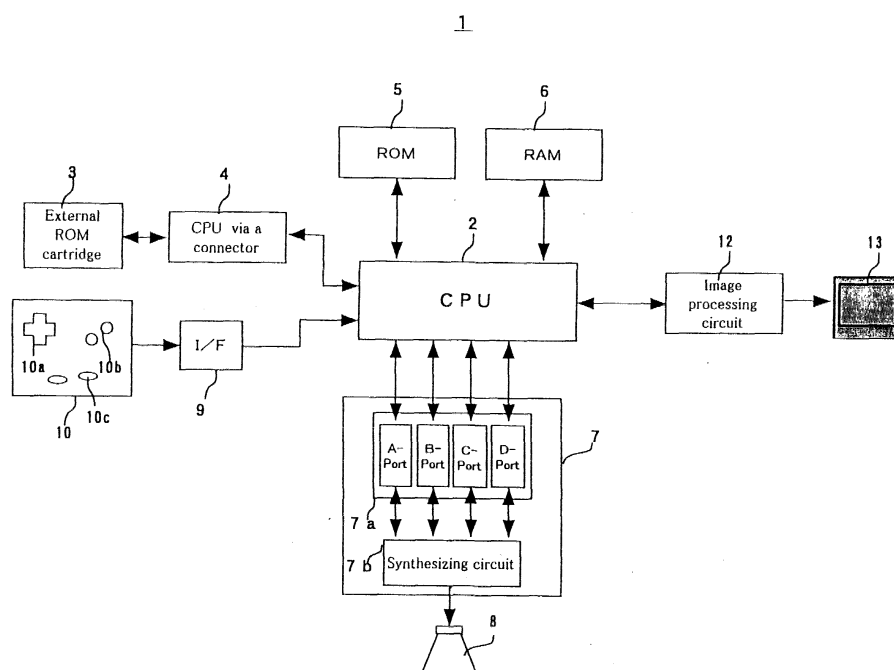 1
5
6
ROM
RAM
3
4
2
12
13
External
ROM
cartridge
CPU via a
connector
CPU
Image
processing
circuit
I/F
10a
10b
10
10c
9
7
A-
Port
B-
Port
C-
Port
D-
Port
7a
7b
Synthesizing circuit
8